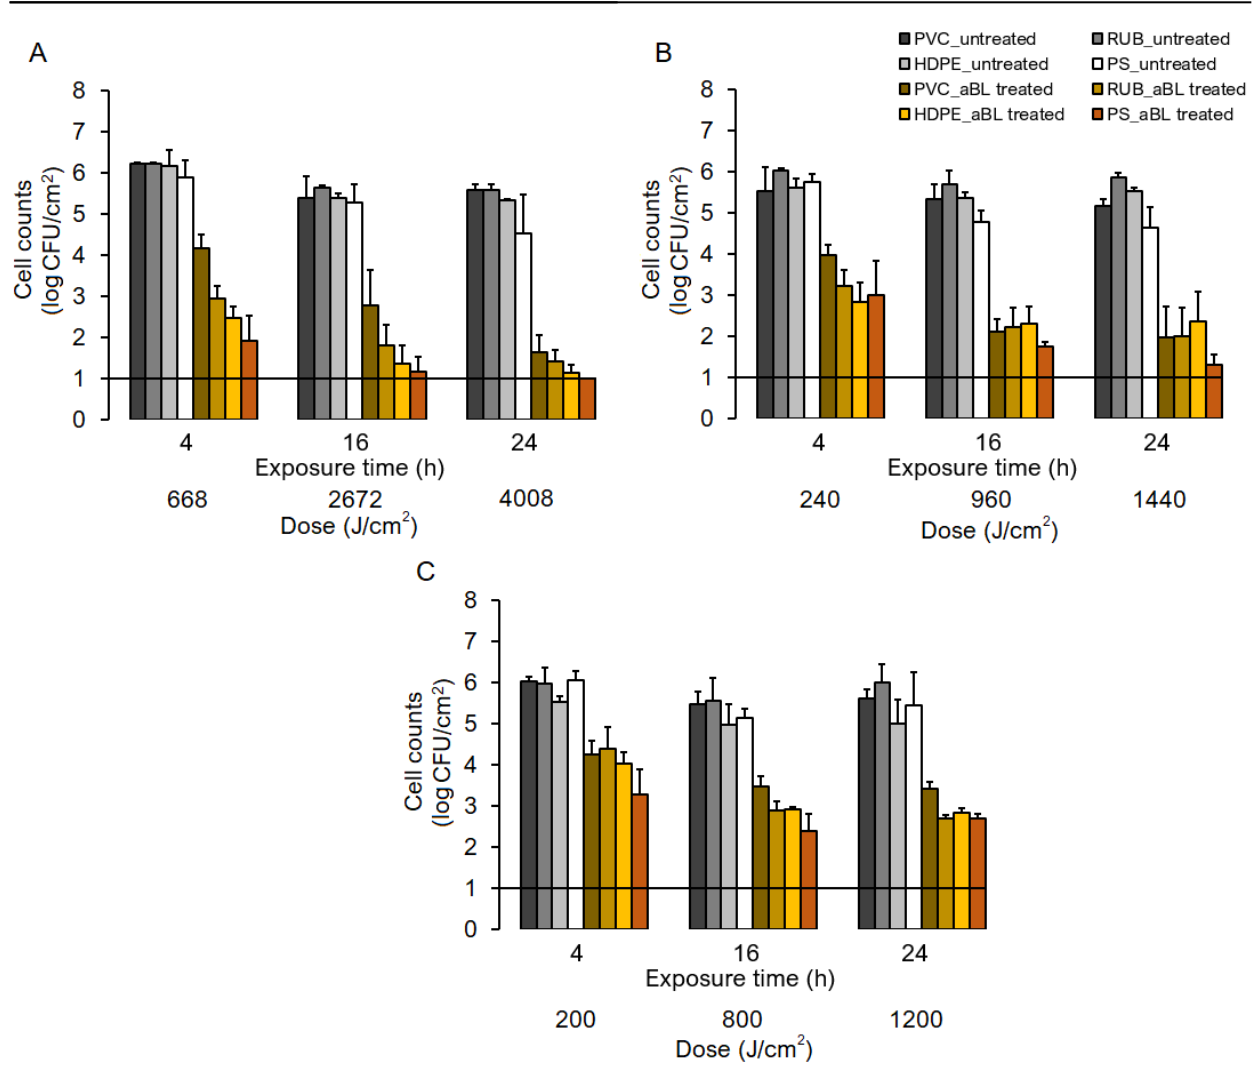 A
8
7
6
5
4
3
2
1
0
Cell counts
(log CFU/cm²)
4 16 24
Exposure time (h)
668 2672 4008
Dose (J/cm²)
B
PVC_untreated RUB_untreated
HDPE_untreated PS_untreated
PVC_aBL treated RUB_aBL treated
HDPE_aBL treated PS_aBL treated
8
7
6
5
4
3
2
1
0
Cell counts
(log CFU/cm²)
4 16 24
Exposure time (h)
240 960 1440
Dose (J/cm²)
C
8
7
6
5
4
3
2
1
0
Cell counts
(log CFU/cm²)
4 16 24
Exposure time (h)
200 800 1200
Dose (J/cm²)